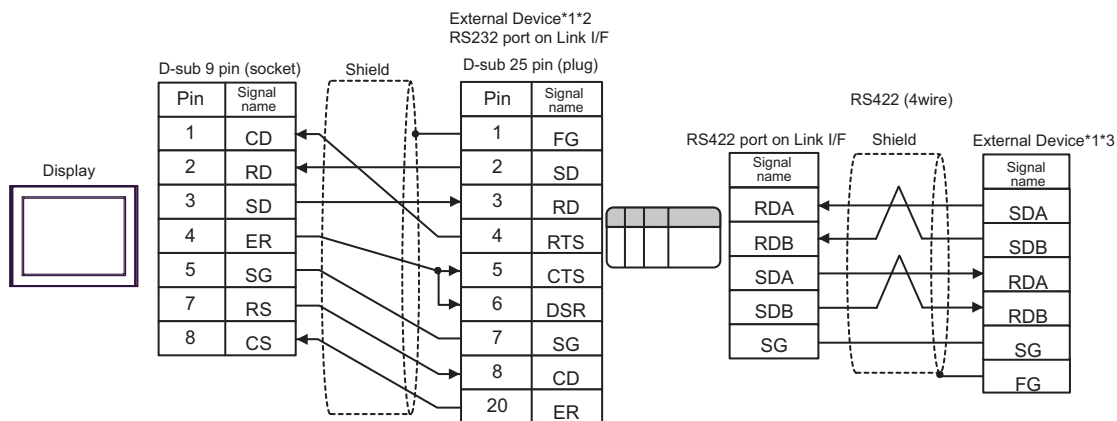 External Device*1*2
RS232 port on Link I/F
D-sub 9 pin (socket)
Shield
D-sub 25 pin (plug)
Pin
Signal name
1
CD
2
RD
3
SD
4
ER
5
SG
7
RS
8
CS
Pin
Signal name
1
FG
2
SD
3
RD
4
RTS
5
CTS
6
DSR
7
SG
8
CD
20
ER
Display
RS422 (4wire)
RS422 port on Link I/F
Shield
External Device*1*3
Signal name
RDA
RDB
SDA
SDB
SG
Signal name
SDA
SDB
RDA
RDB
SG
FG